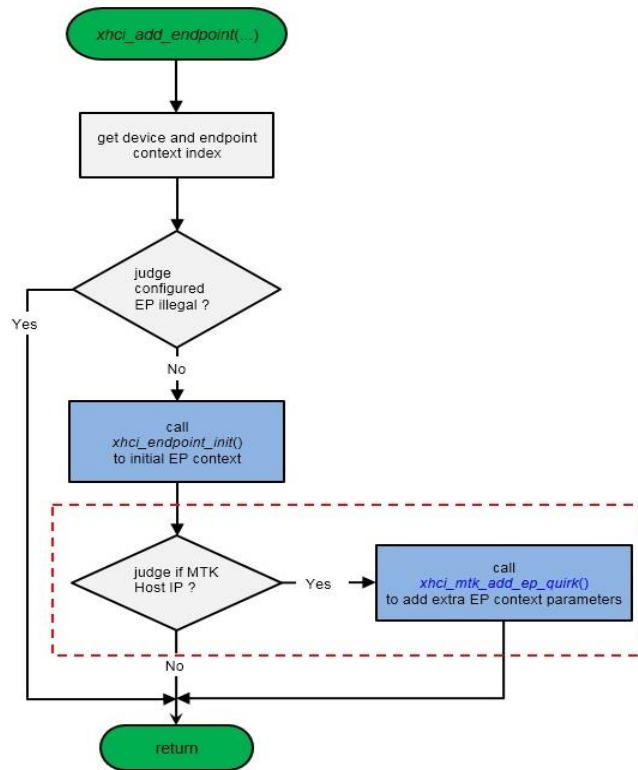 xhci_add_endpoint(...)
get device and endpoint
context index
judge
configured
EP illegal ?
Yes
No
call
xhci_endpoint_init()
to initial EP context
judge if MTK
Host IP ?
Yes
call
xhci_mtk_add_ep_quirk()
to add extra EP context parameters
No
return